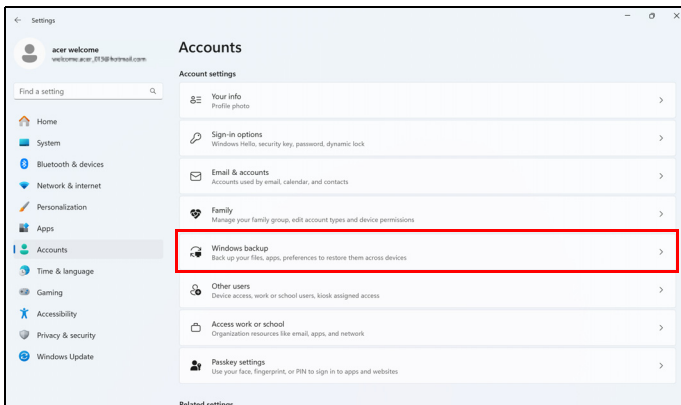 Settings
acer welcome
Find a setting
Home
System
Bluetooth & devices
Network & internet
Personalization
Apps
Accounts
Time & language
Gaming
Accessibility
Privacy & security
Windows Update
Accounts
Account settings
Your info
Profile photo
Sign-in options
Windows Hello, security key, password, dynamic lock
Email & accounts
Accounts used by email, calendar, and contacts
Family
Manage your family group, edit account types and device permissions
Windows backup
Back up your files, apps, preferences to restore them across devices
Other users
Device access, work or school users, kiosk assigned access
Access work or school
Organization resources like email, apps, and network
Passkey settings
Use your face, fingerprint, or PIN to sign in to apps and websites
Related settings